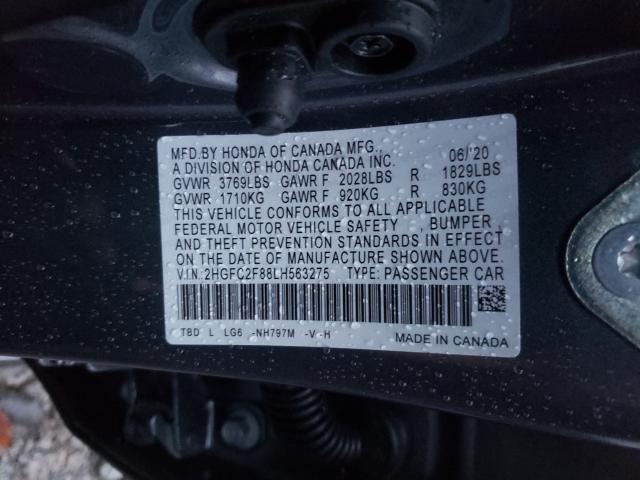 MFD.BY HONDA OF CANADA MFG., 06/'20
A DIVISION OF HONDA CANADA INC.
GVWR 3769LBS GAWR F 2028LBS R 1829LBS
GVWR 1710KG GAWR F 920KG R 830KG
THIS VEHICLE CONFORMS TO ALL APPLICABLE
FEDERAL MOTOR VEHICLE SAFETY , BUMPER ,
AND THEFT PREVENTION STANDARDS IN EFFECT
ON THE DATE OF MANUFACTURE SHOWN ABOVE.
V.I.N:2HGFC2F88LH563275 TYPE: PASSENGER CAR
TBD L LG6 -NH797M -V -H
MADE IN CANADA